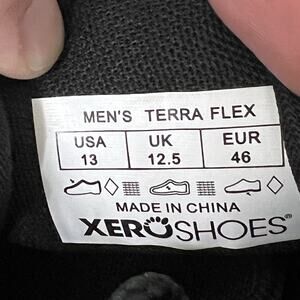 MEN'S TERRA FLEX
USA UK EUR
13 12.5 46
MADE IN CHINA
XEROSHOES®